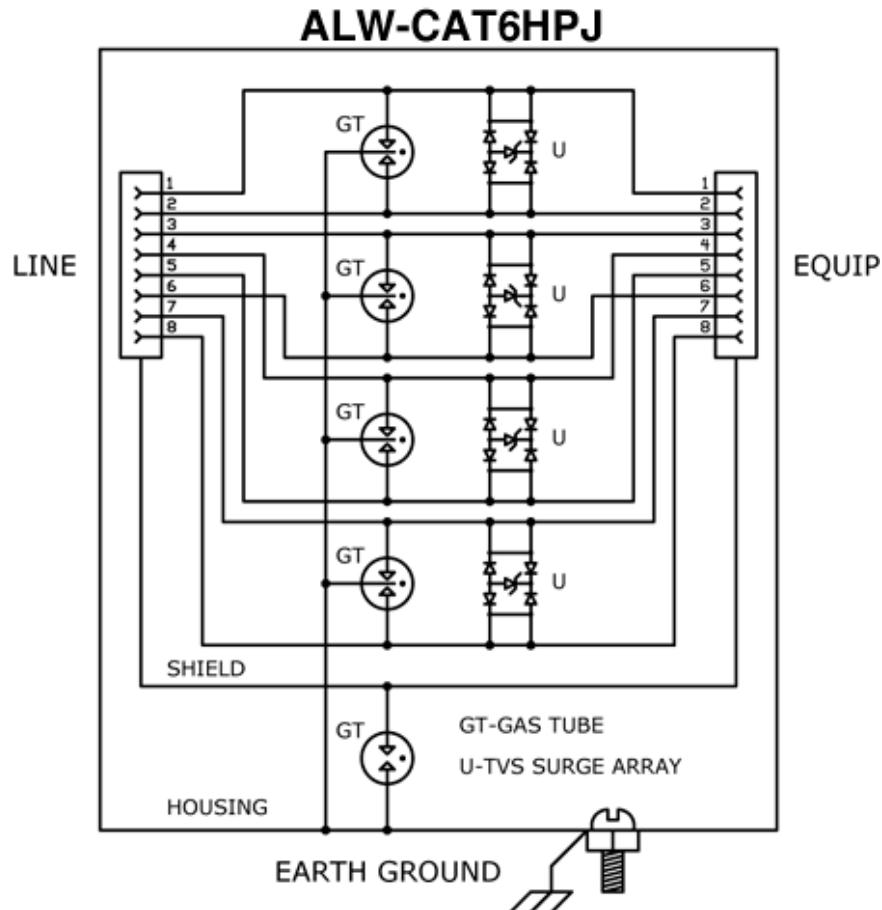 ALW-CAT6HPJ
GT
U
1
2
3
4
5
6
7
8
LINE
1
2
3
4
5
6
7
8
EQUIP
GT
U
GT
U
GT
U
SHIELD
GT
GT-GAS TUBE
U-TVS SURGE ARRAY
HOUSING
EARTH GROUND